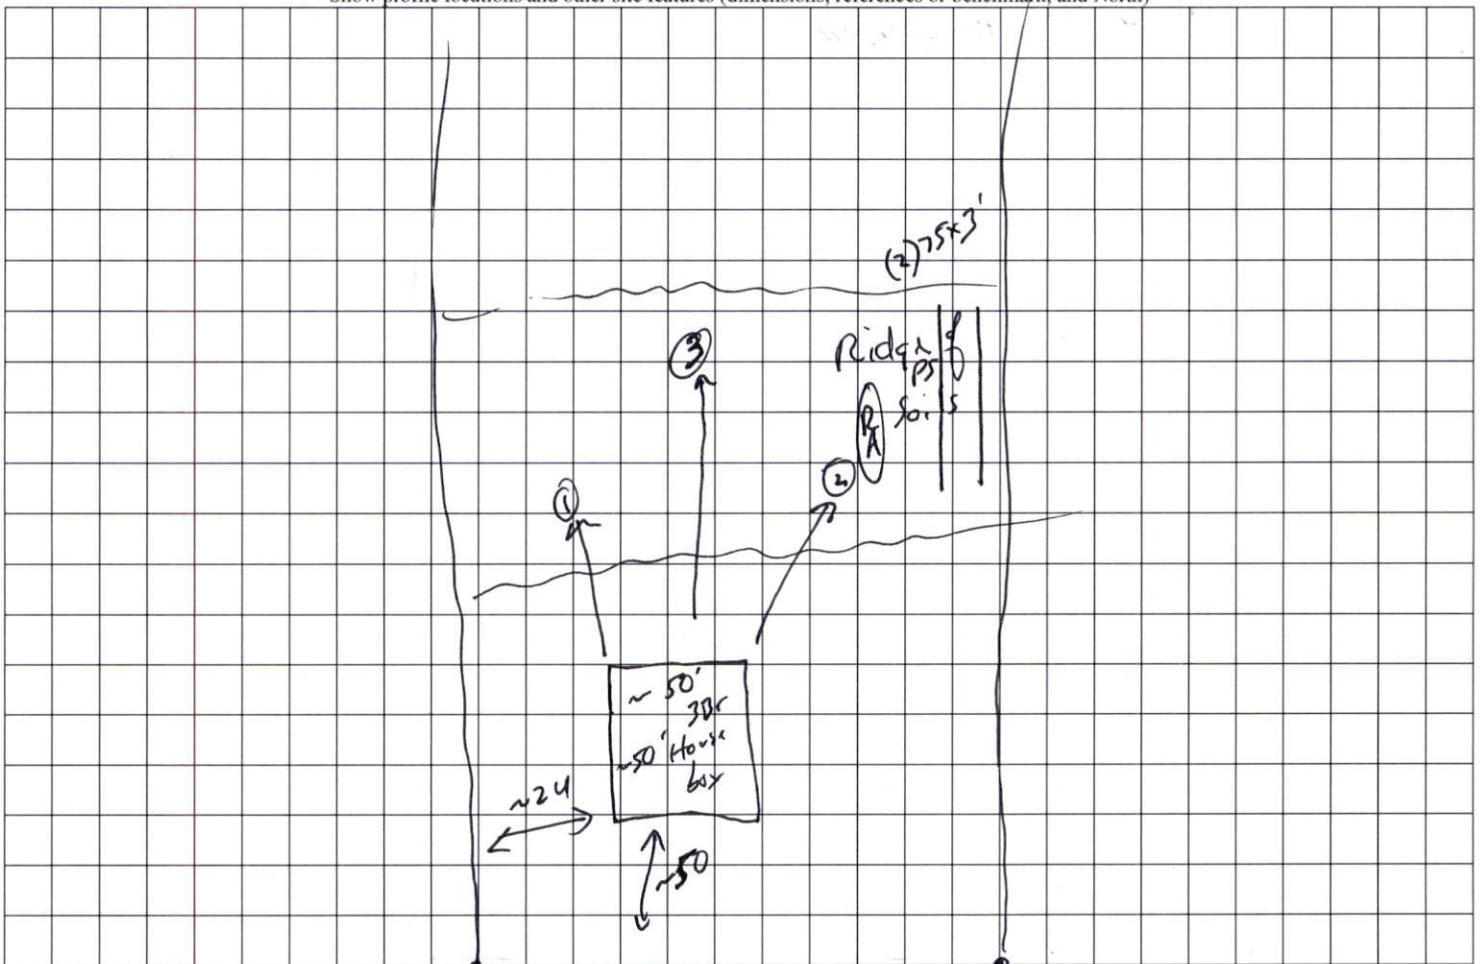 Show profile locations and other site features (dimensions, references or benchmark, and North)
(2) 75x3'
3
Ridge of
PS
Soils
RA
2
1
~ 50'
3Br
~50' House
box
~24
~50